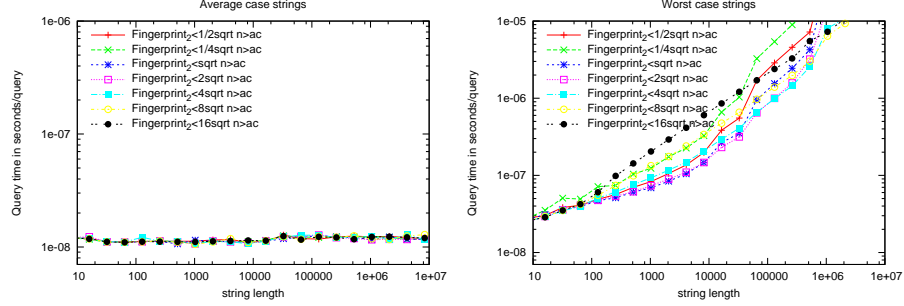 Average case strings
1e-06
1e-07
1e-08
Query time in seconds/query
Fingerprint2<1/2sqrt n>ac
Fingerprint2<1/4sqrt n>ac
Fingerprint2<sqrt n>ac
Fingerprint2<2sqrt n>ac
Fingerprint2<4sqrt n>ac
Fingerprint2<8sqrt n>ac
Fingerprint2<16sqrt n>ac
10 100 1000 10000 100000 1e+06 1e+07
string length
Worst case strings
1e-05
1e-06
1e-07
1e-08
Query time in seconds/query
Fingerprint2<1/2sqrt n>ac
Fingerprint2<1/4sqrt n>ac
Fingerprint2<sqrt n>ac
Fingerprint2<2sqrt n>ac
Fingerprint2<4sqrt n>ac
Fingerprint2<8sqrt n>ac
Fingerprint2<16sqrt n>ac
10 100 1000 10000 100000 1e+06 1e+07
string length